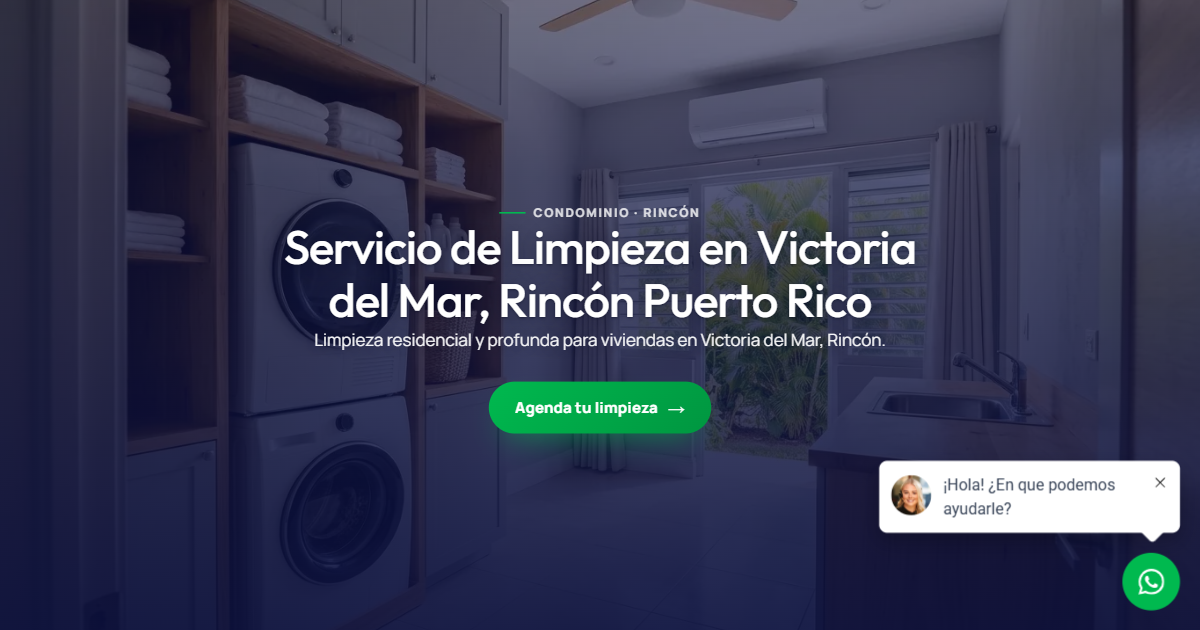 CONDOMINIO · RINCÓN
Servicio de Limpieza en Victoria
del Mar, Rincón Puerto Rico
Limpieza residencial y profunda para viviendas en Victoria del Mar, Rincón.
Agenda tu limpieza →
¡Hola! ¿En que podemos
ayudarle?